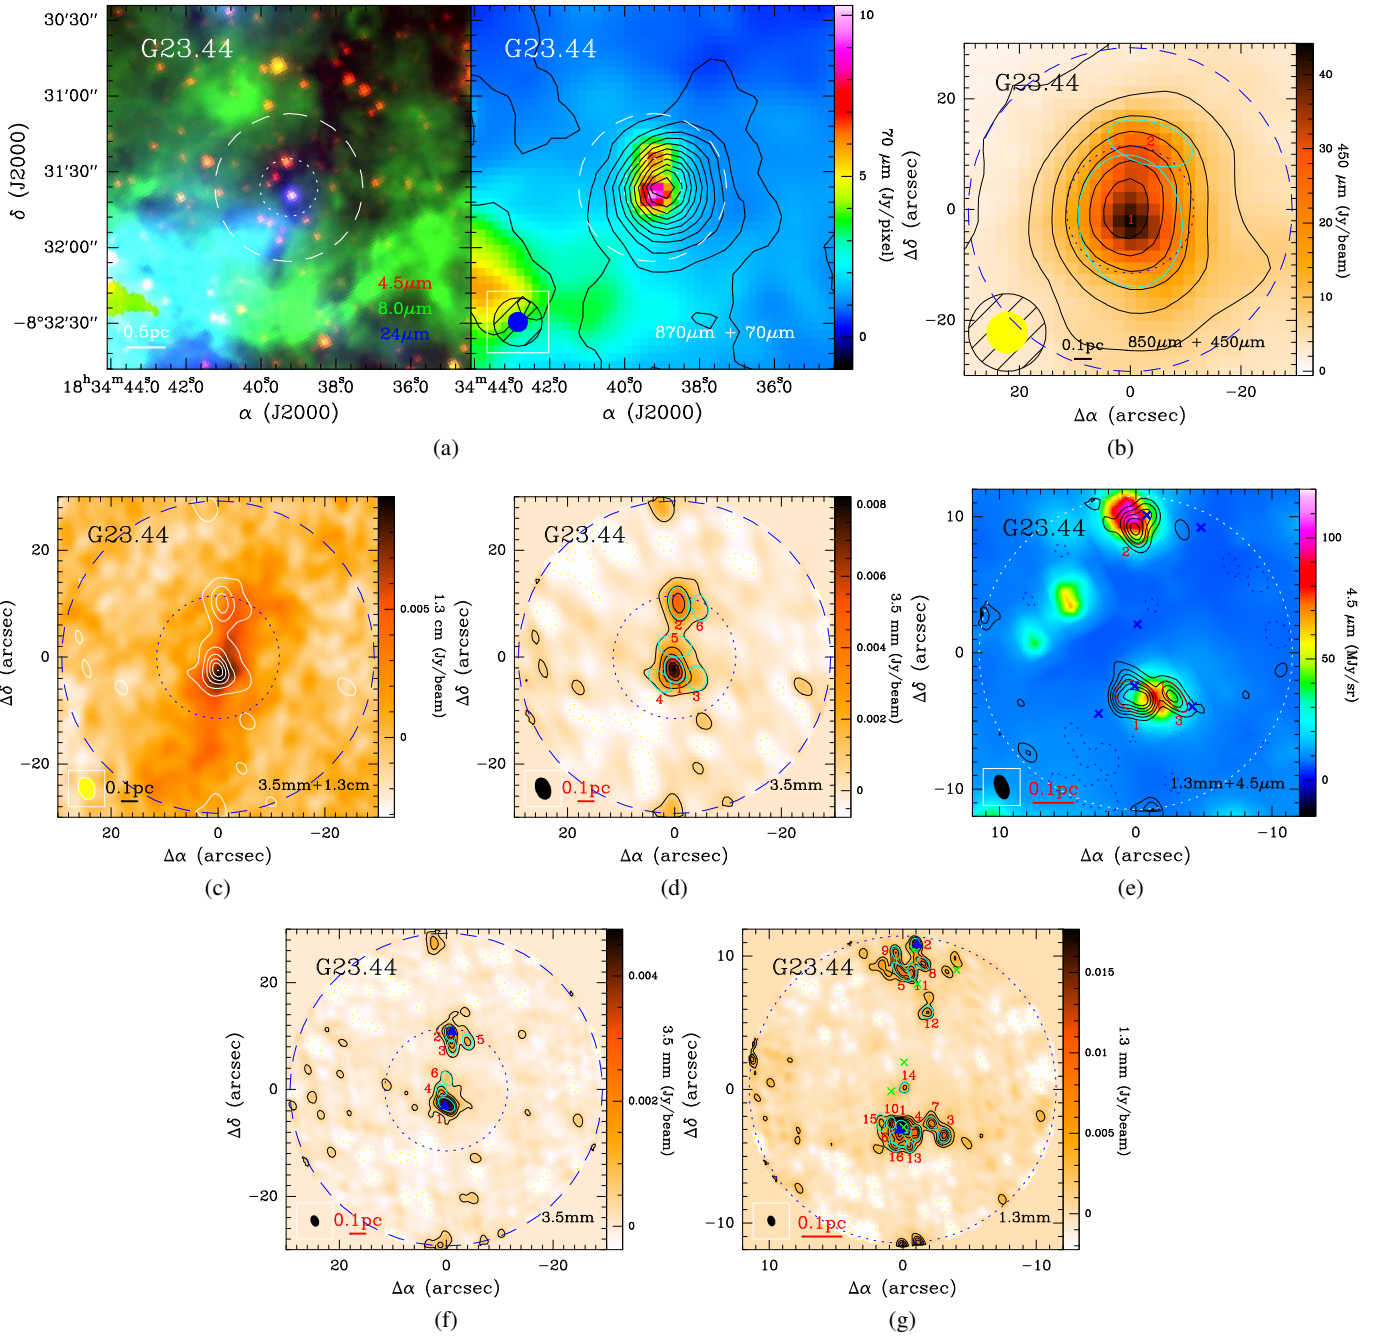 G23.44
G23.44
30′30″
31′00″
31′30″
32′00″
−8°32′30″
δ (J2000)
4.5μm
8.0μm
24μm
0.5pc
870μm + 70μm
18ʰ34ᵐ44ˢ.0 42ˢ.0 40ˢ.0 38ˢ.0 36ˢ.0
α (J2000)
ᵐ44ˢ.0 42ˢ.0 40ˢ.0 38ˢ.0 36ˢ.0
α (J2000)
10
5
0
70 μm (Jy/pixel)
(a)
G23.44
20
0
−20
Δδ (arcsec)
2
1
0.1pc
850μm + 450μm
20 0 −20
Δα (arcsec)
40
30
20
10
0
450 μm (Jy/beam)
(b)
G23.44
20
0
−20
Δδ (arcsec)
0.1pc
3.5mm+1.3cm
20 0 −20
Δα (arcsec)
0.005
0
1.3 cm (Jy/beam)
(c)
G23.44
20
0
−20
Δδ (arcsec)
2
6
5
1
4
3
0.1pc
3.5mm
20 0 −20
Δα (arcsec)
0.008
0.006
0.004
0.002
0
3.5 mm (Jy/beam)
(d)
G23.44
10
0
−10
Δδ (arcsec)
2
1
3
0.1pc
1.3mm+4.5μm
10 0 −10
Δα (arcsec)
100
50
0
4.5 μm (MJy/sr)
(e)
G23.44
20
0
−20
Δδ (arcsec)
2
5
3
6
4
1
0.1pc
3.5mm
20 0 −20
Δα (arcsec)
0.004
0.002
0
3.5 mm (Jy/beam)
(f)
G23.44
10
0
−10
Δδ (arcsec)
9
2
8
5
11
12
14
10
1
7
15
4
3
16
13
0.1pc
1.3mm
10 0 −10
Δα (arcsec)
0.015
0.01
0.005
0
1.3 mm (Jy/beam)
(g)